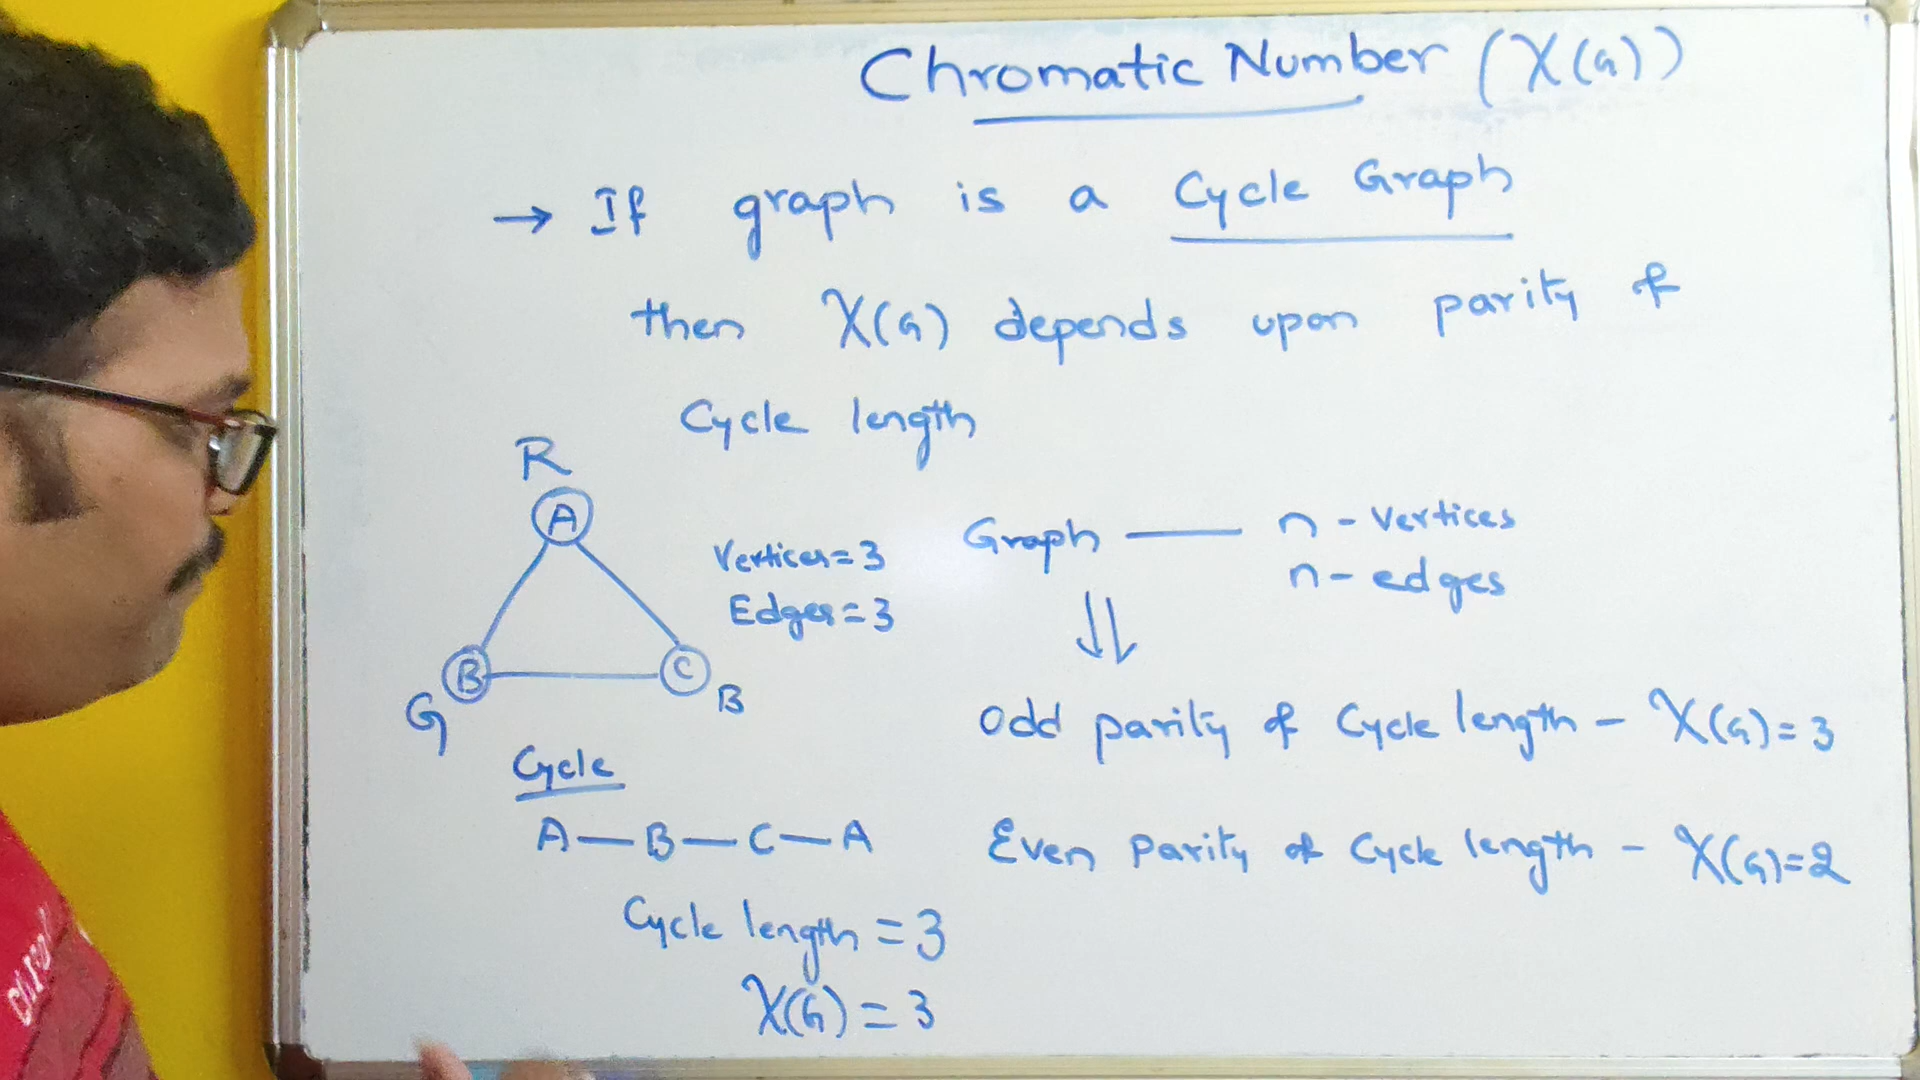 Chromatic Number (χ(G))
→ If graph is a Cycle Graph
then χ(G) depends upon parity of
Cycle length
R
A
B
C
G
B
Vertices=3
Edges=3
Graph — n-vertices
n-edges
Odd parity of Cycle length - χ(G)=3
Even Parity of Cycle length - χ(G)=2
Cycle
A—B—C—A
Cycle length = 3
χ(G) = 3